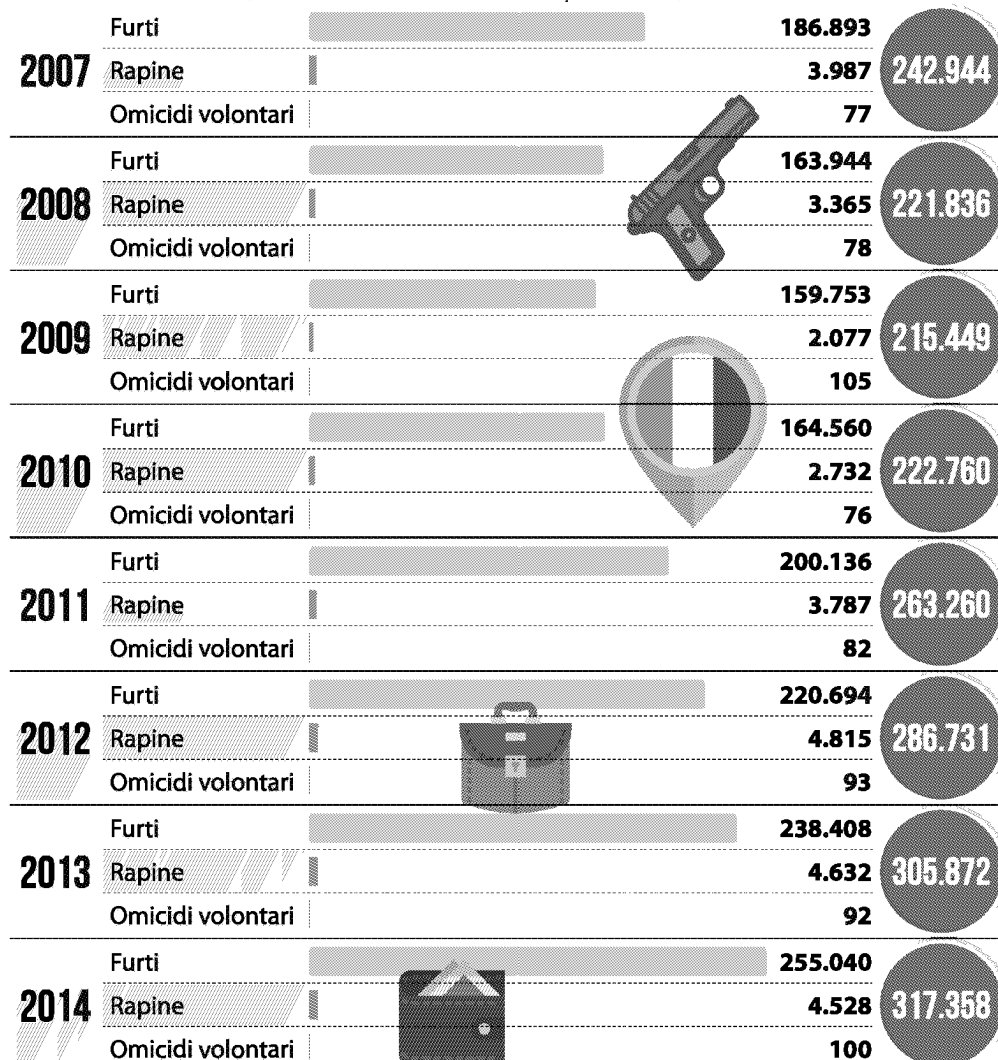 Furti 186.893
2007 Rapine 3.987 242.944
Omicidi volontari 77
Furti 163.944
2008 Rapine 3.365 221.836
Omicidi volontari 78
Furti 159.753
2009 Rapine 2.077 215.449
Omicidi volontari 105
Furti 164.560
2010 Rapine 2.732 222.760
Omicidi volontari 76
Furti 200.136
2011 Rapine 3.787 263.260
Omicidi volontari 82
Furti 220.694
2012 Rapine 4.815 286.731
Omicidi volontari 93
Furti 238.408
2013 Rapine 4.632 305.872
Omicidi volontari 92
Furti 255.040
2014 Rapine 4.528 317.358
Omicidi volontari 100